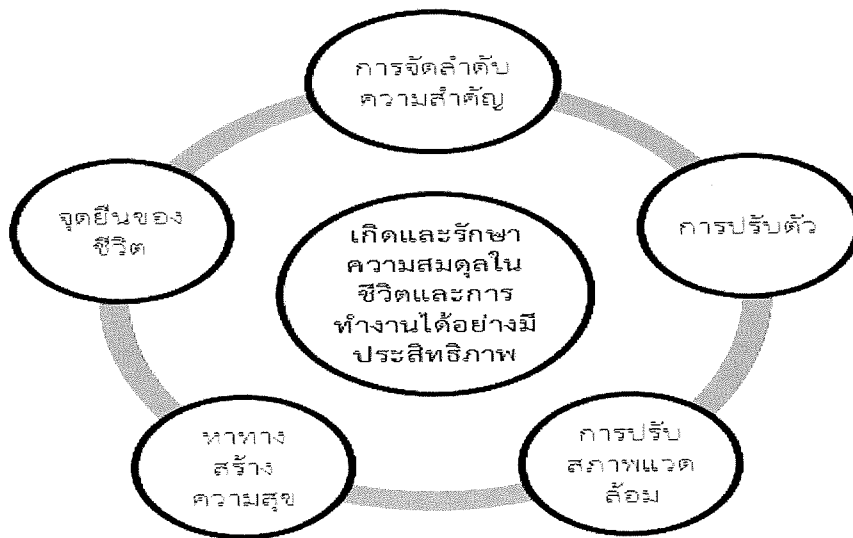 การจัดลำดับ
ความสำคัญ
จุดยืนของ
ชีวิต
การปรับตัว
เกิดและรักษา
ความสมดุลใน
ชีวิตและการ
ทำงานได้อย่างมี
ประสิทธิภาพ
หาทาง
สร้าง
ความสุข
การปรับ
สภาพแวด
ล้อม